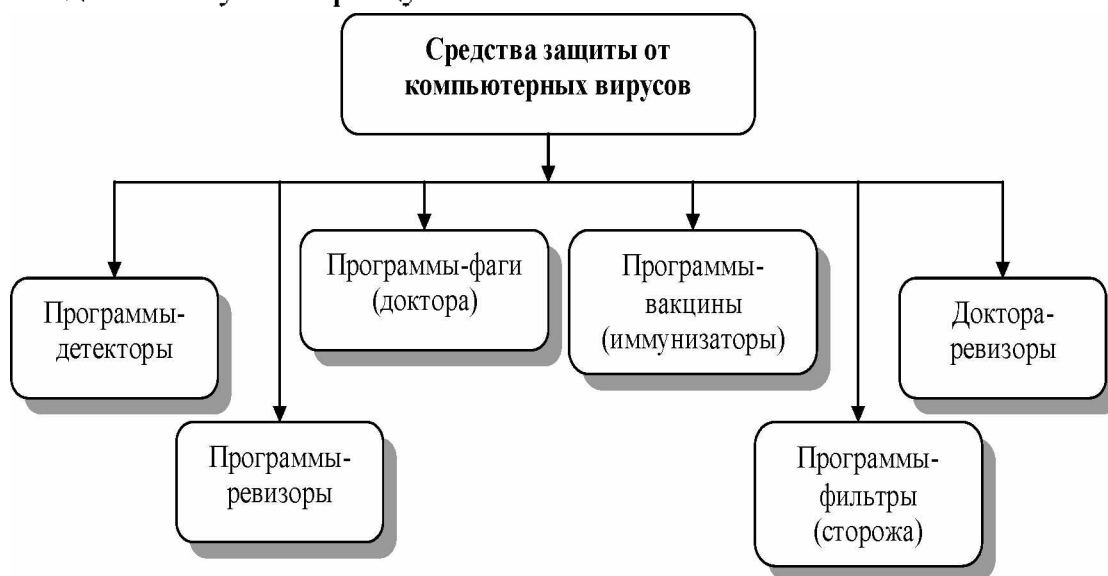 Средства защиты от
компьютерных вирусов
Программы-фаги
(доктора)
Программы-
вакцины
(иммунизаторы)
Программы-
детекторы
Доктора-
ревизоры
Программы-
ревизоры
Программы-
фильтры
(сторожа)